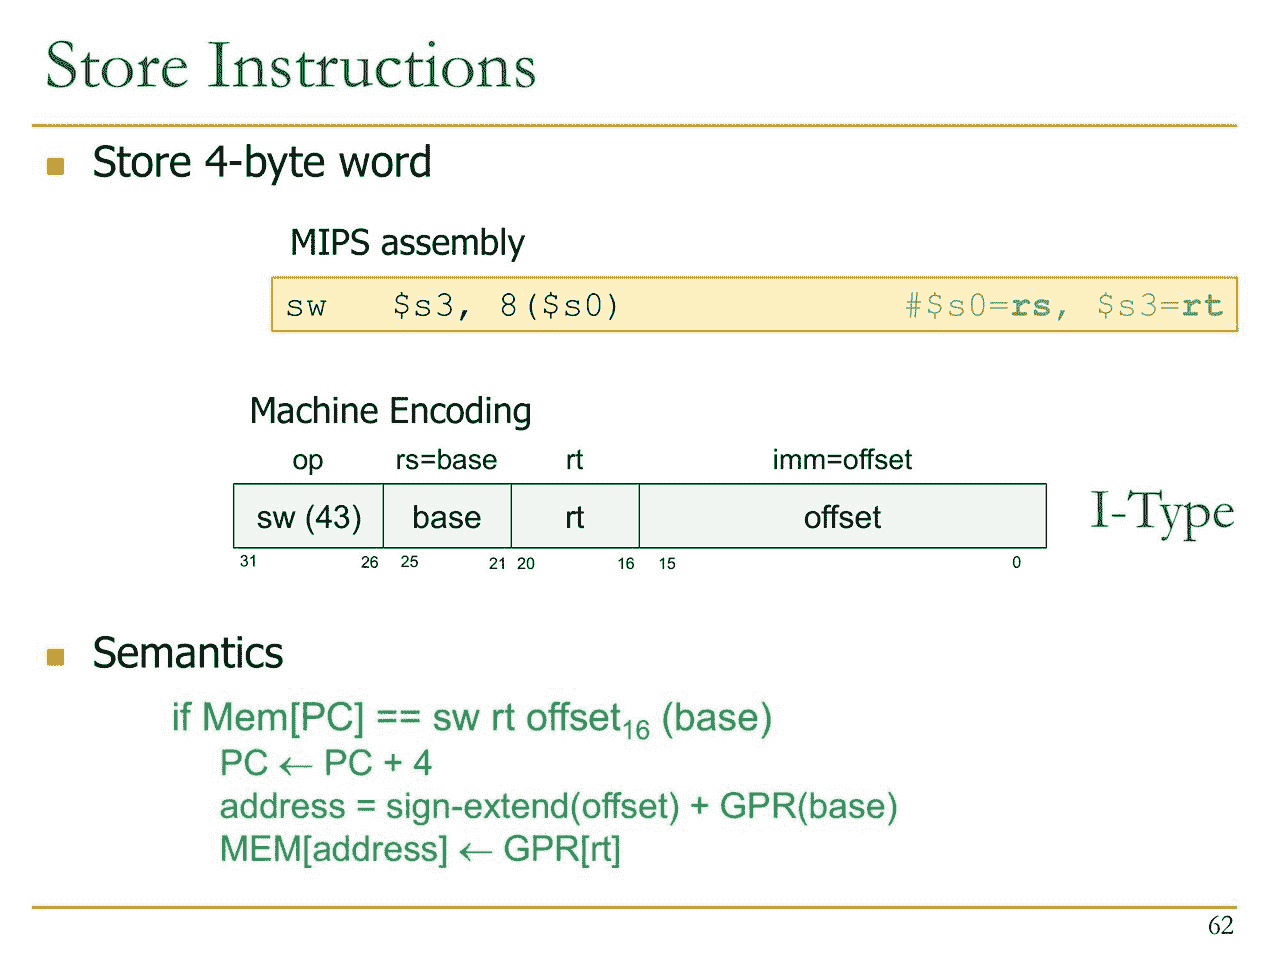 Store Instructions
Store 4-byte word
MIPS assembly
sw $s3, 8($s0) #$s0=rs, $s3=rt
Machine Encoding
op rs=base rt imm=offset
sw (43) base rt offset
31 26 25 21 20 16 15 0
I-Type
Semantics
if Mem[PC] == sw rt offset16 (base)
PC ← PC + 4
address = sign-extend(offset) + GPR(base)
MEM[address] ← GPR[rt]
62